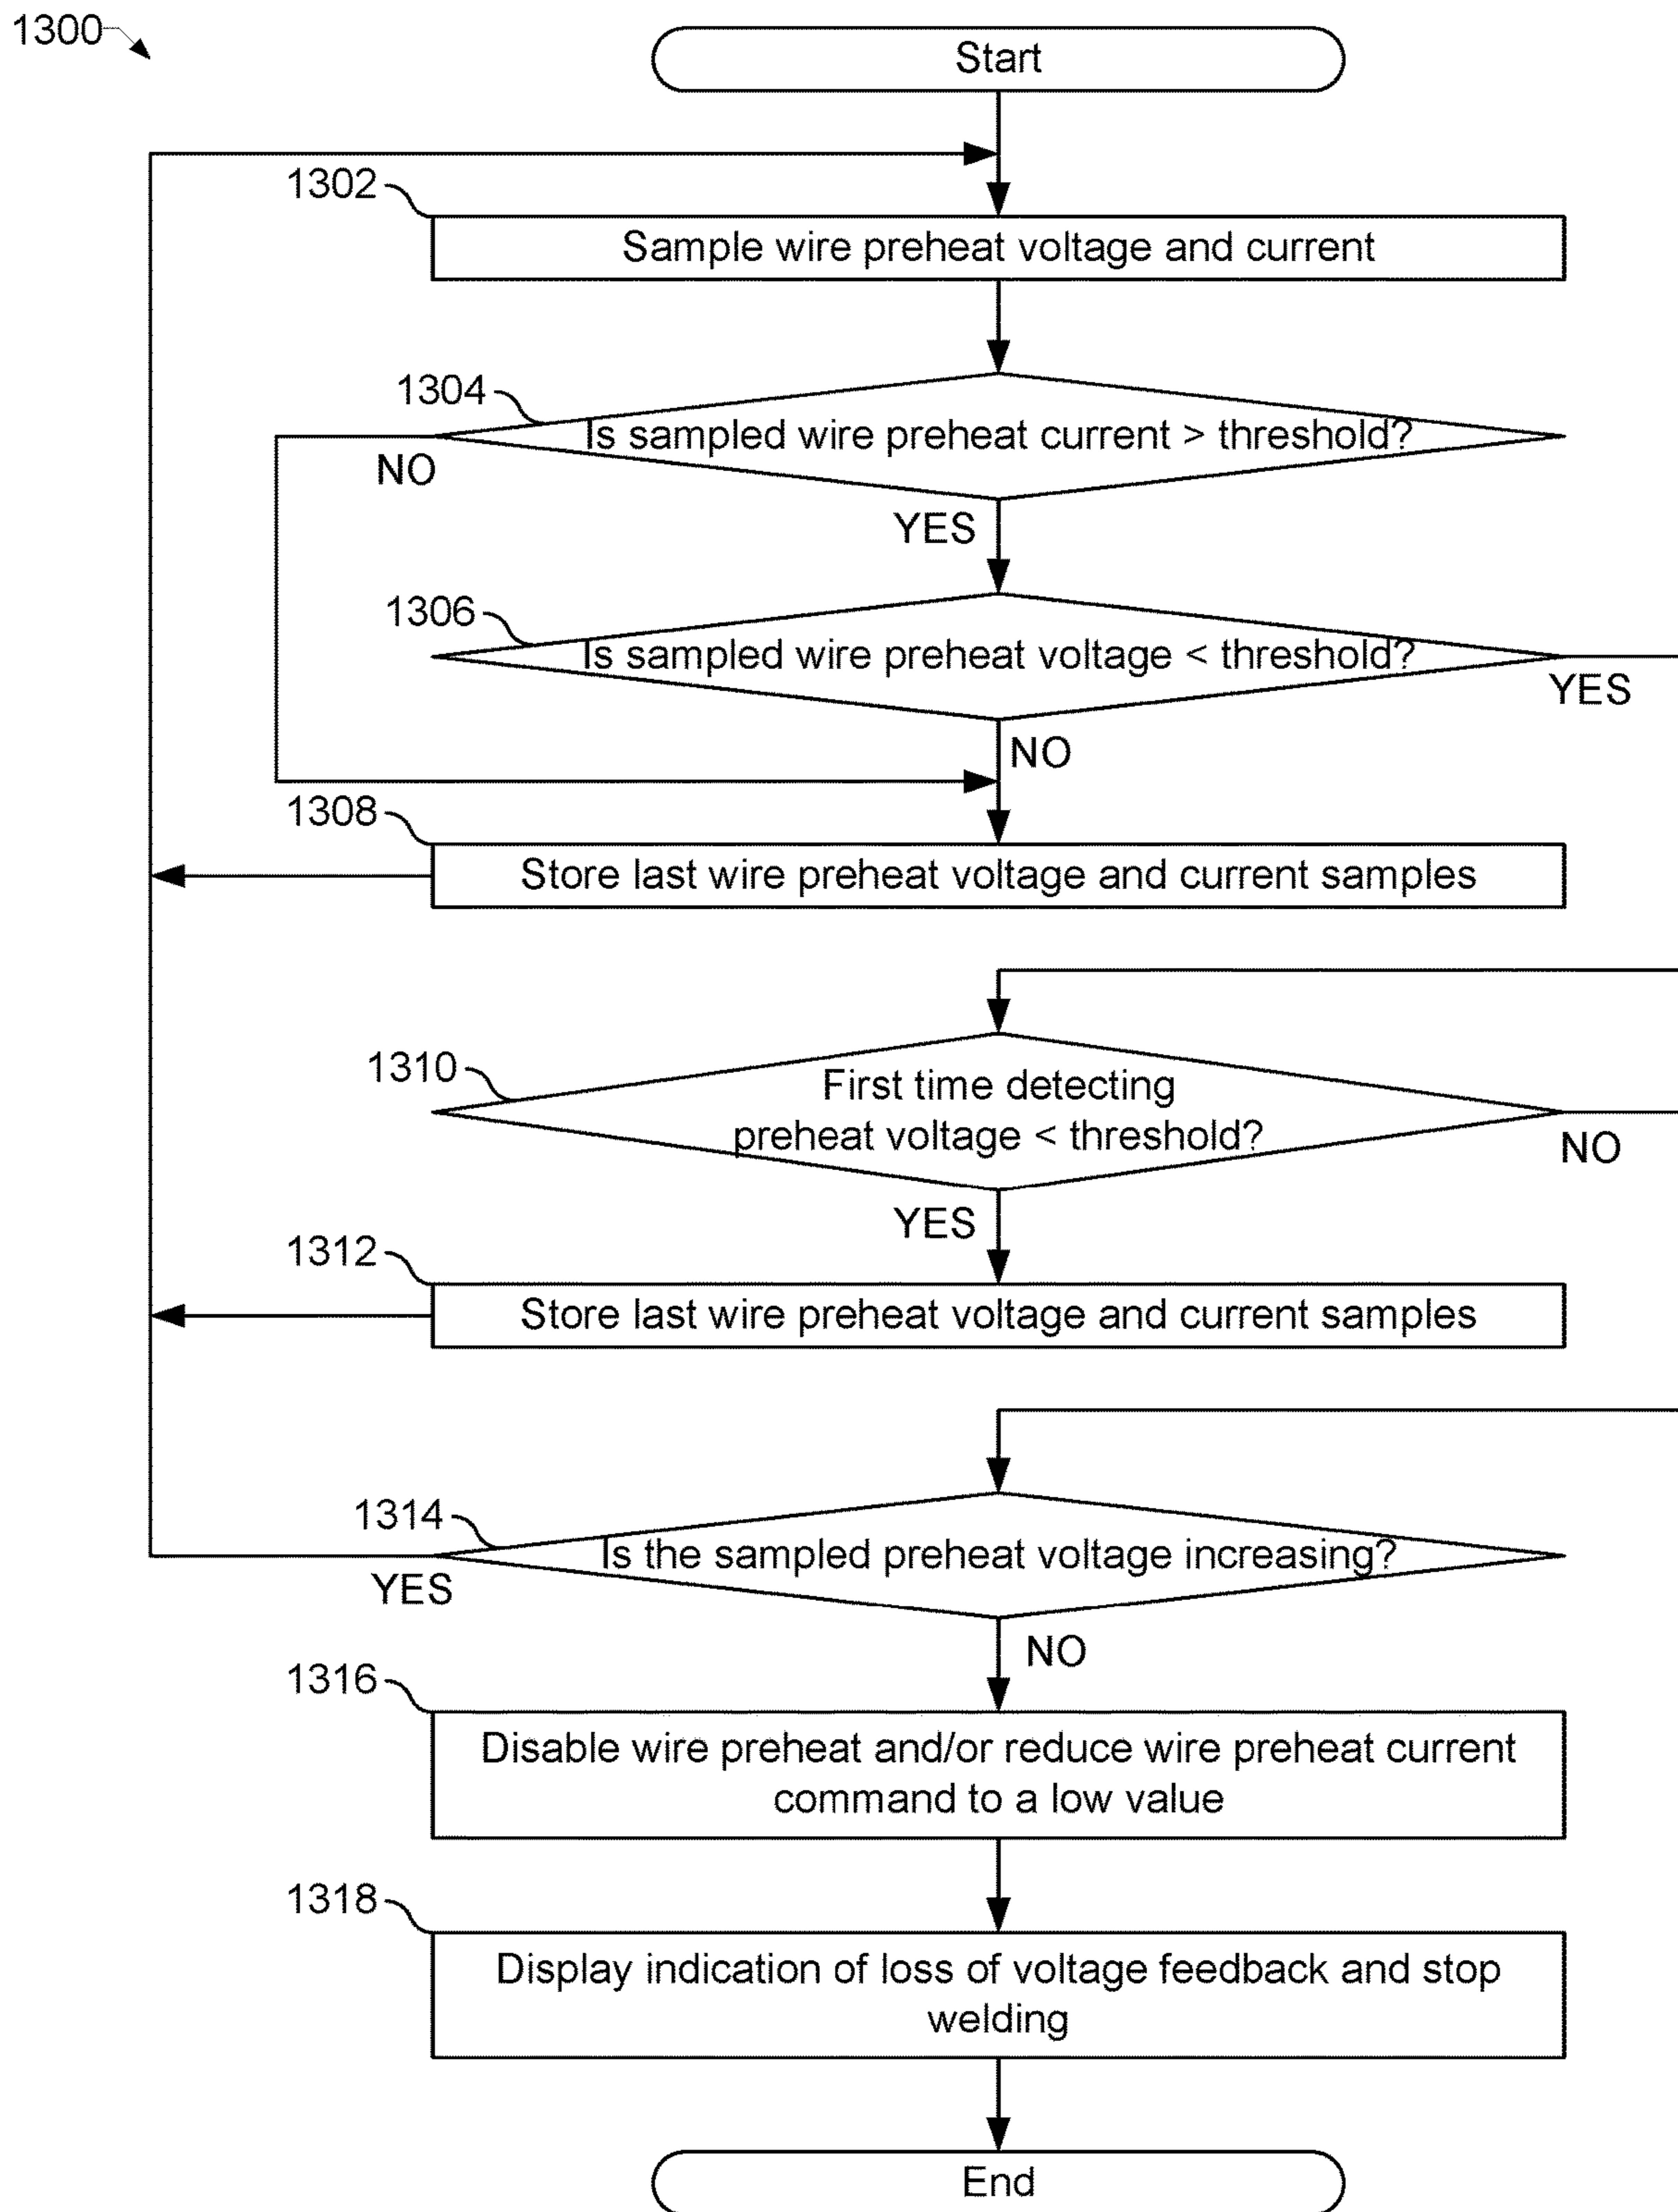 1300
Start
1302
Sample wire preheat voltage and current
1304
Is sampled wire preheat current > threshold?
NO
YES
1306
Is sampled wire preheat voltage < threshold?
YES
NO
1308
Store last wire preheat voltage and current samples
1310
First time detecting
preheat voltage < threshold?
NO
YES
1312
Store last wire preheat voltage and current samples
1314
Is the sampled preheat voltage increasing?
YES
NO
1316
Disable wire preheat and/or reduce wire preheat current
command to a low value
1318
Display indication of loss of voltage feedback and stop
welding
End